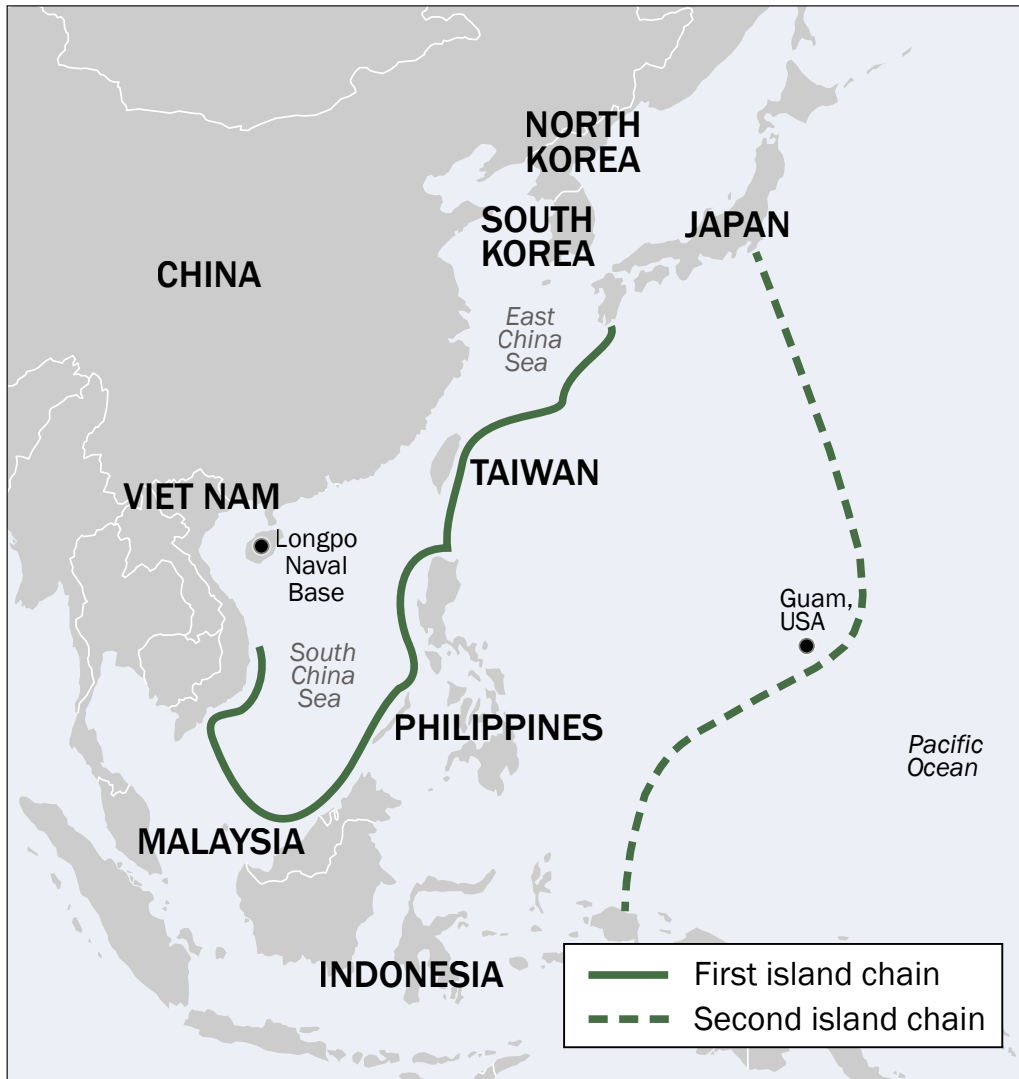 NORTH
KOREA
SOUTH
KOREA
JAPAN
CHINA
East
China
Sea
TAIWAN
VIET NAM
Longpo
Naval
Base
Guam,
USA
South
China
Sea
PHILIPPINES
Pacific
Ocean
MALAYSIA
INDONESIA
First island chain
Second island chain